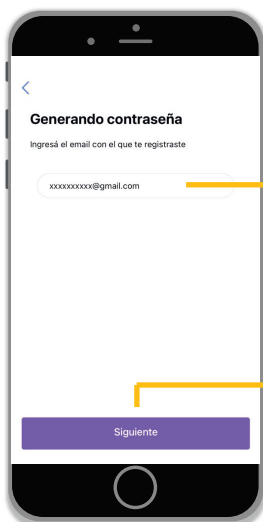 Generando contraseña
Ingresá el email con el que te registraste
xxxxxxxxxx@gmail.com
Siguiente